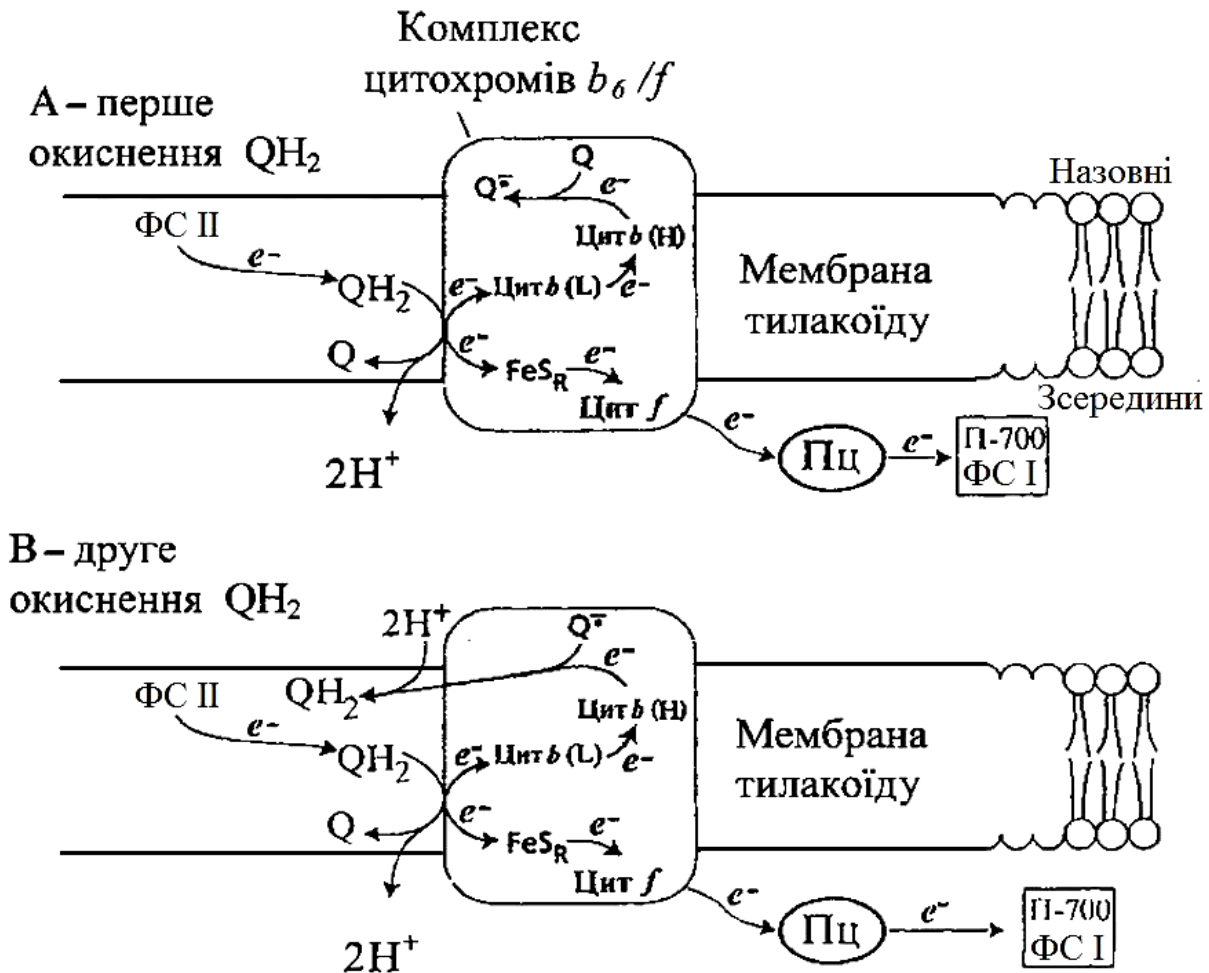 Комплекс
цитохромів b₆/f
А – перше
окиснення QH₂
Назовні
Q
Q•̄
e⁻
ФС II
e⁻
Цит b (H)
QH₂
e⁻
Цит b (L)
e⁻
Мембрана
тилакоїду
Q
e⁻
FeS_R
e⁻
Цит f
Зсередини
e⁻
2H⁺
Пц
e⁻
П-700
ФС I
В – друге
окиснення QH₂
2H⁺
Q•̄
e⁻
ФС II
QH₂
e⁻
Цит b (H)
QH₂
e⁻
Цит b (L)
e⁻
Мембрана
тилакоїду
Q
e⁻
FeS_R
e⁻
Цит f
e⁻
2H⁺
Пц
e⁻
П-700
ФС I